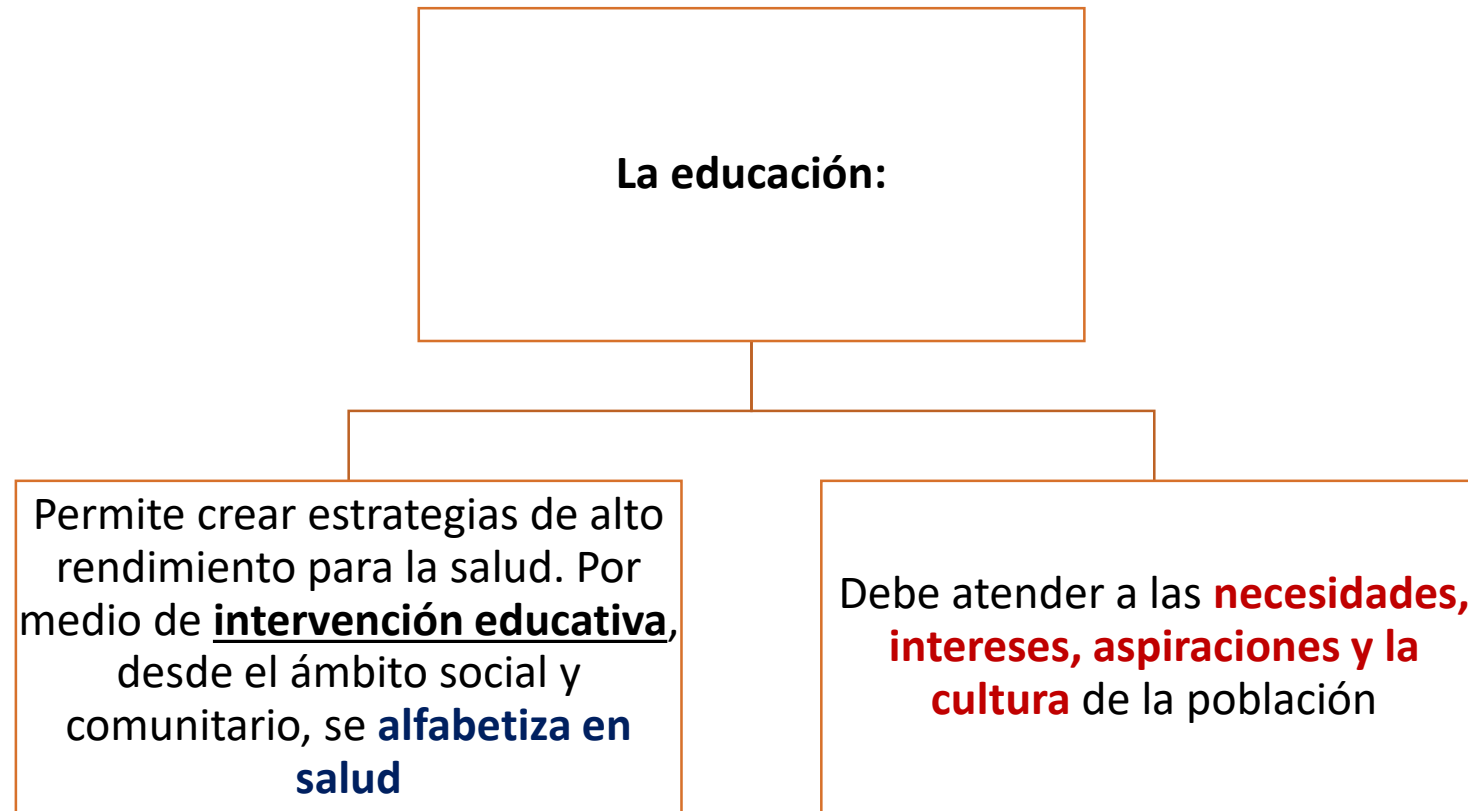 La educación:
Permite crear estrategias de alto
rendimiento para la salud. Por
medio de intervención educativa,
desde el ámbito social y
comunitario, se alfabetiza en
salud
Debe atender a las necesidades,
intereses, aspiraciones y la
cultura de la población